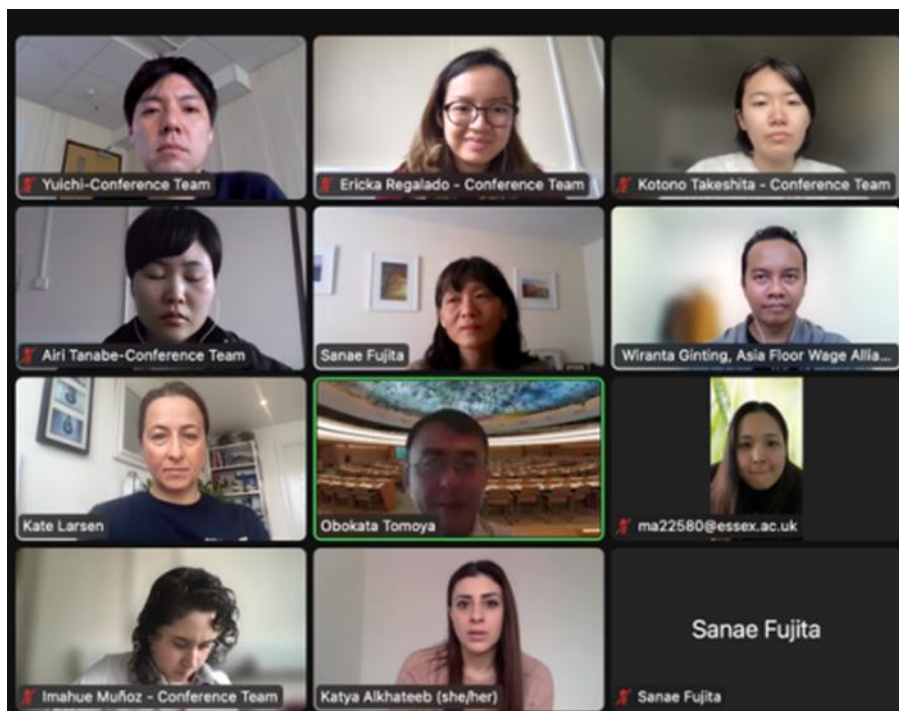 Yuichi-Conference Team
Ericka Regalado - Conference Team
Kotono Takeshita - Conference Team
Airi Tanabe-Conference Team
Sanae Fujita
Wiranta Ginting, Asia Floor Wage Allia...
Kate Larsen
Obokata Tomoya
ma22580@essex.ac.uk
Imahue Muñoz - Conference Team
Katya Alkhateeb (she/her)
Sanae Fujita
Sanae Fujita